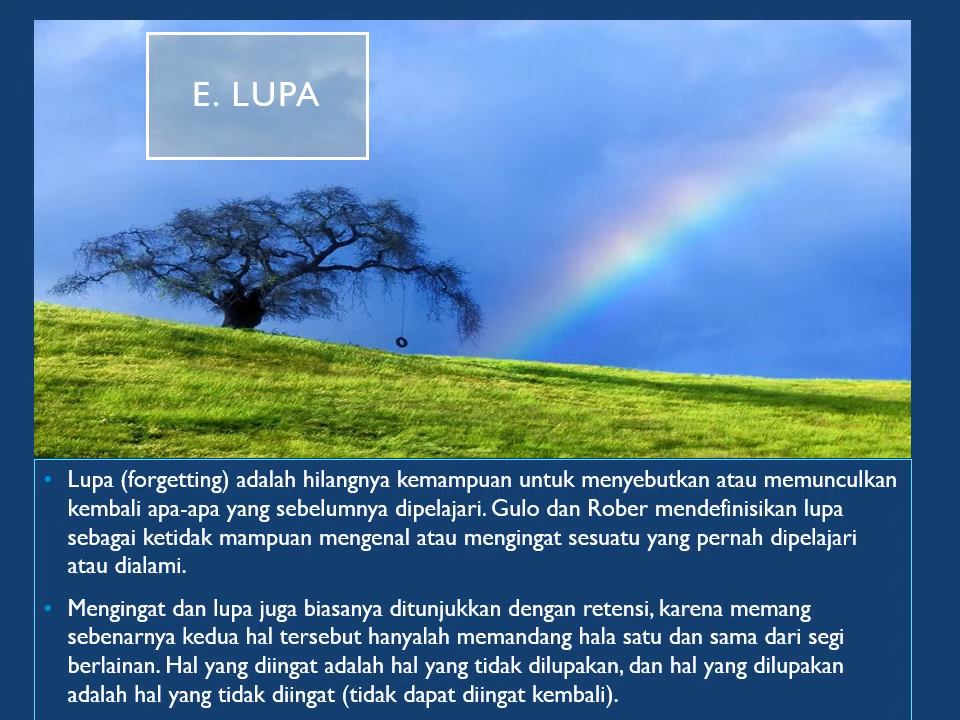 E. LUPA
• Lupa (forgetting) adalah hilangnya kemampuan untuk menyebutkan atau memunculkan
kembali apa-apa yang sebelumnya dipelajari. Gulo dan Rober mendefinisikan lupa
sebagai ketidak mampuan mengenal atau mengingat sesuatu yang pernah dipelajari
atau dialami.
• Mengingat dan lupa juga biasanya ditunjukkan dengan retensi, karena memang
sebenarnya kedua hal tersebut hanyalah memandang hala satu dan sama dari segi
berlainan. Hal yang diingat adalah hal yang tidak dilupakan, dan hal yang dilupakan
adalah hal yang tidak diingat (tidak dapat diingat kembali).